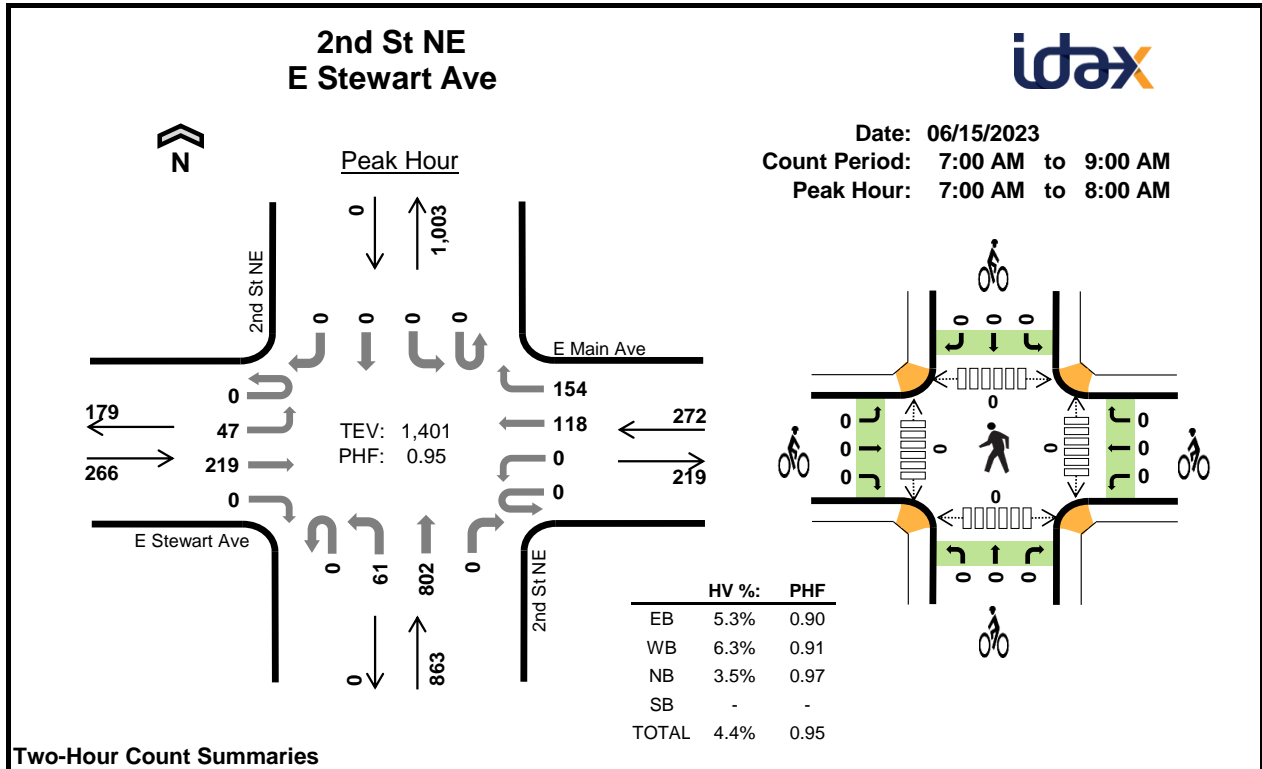 2nd St NE
E Stewart Ave
idax
N
Peak Hour
Date: 06/15/2023
Count Period: 7:00 AM to 9:00 AM
Peak Hour: 7:00 AM to 8:00 AM
0
1,003
2nd St NE
0 0 0 0
E Main Ave
0
47
219
0
179
266
TEV: 1,401
PHF: 0.95
154
118
0
0
272
219
E Stewart Ave
0 61 802 0
2nd St NE
0
863
0 0 0
0
0
0
0
0
0
0
0
0
0
0 0 0
HV %: PHF
EB 5.3% 0.90
WB 6.3% 0.91
NB 3.5% 0.97
SB - -
TOTAL 4.4% 0.95
Two-Hour Count Summaries